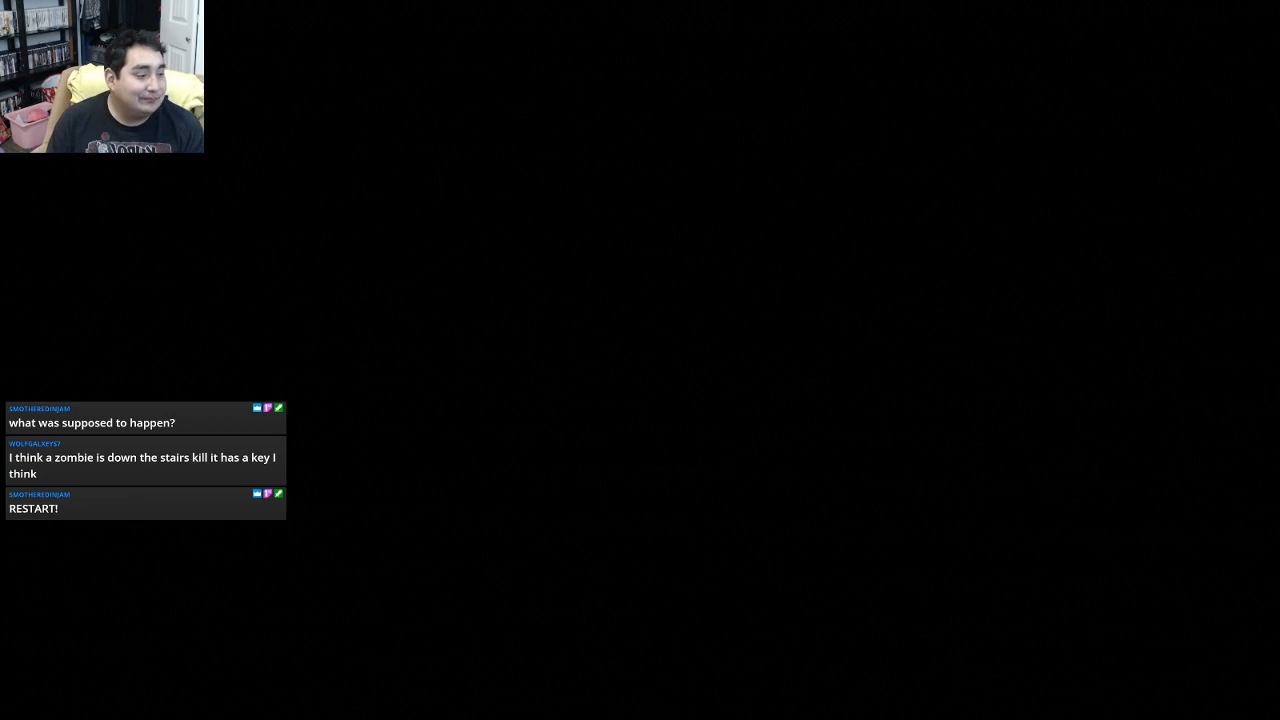 SMOTHEREDINJAM
what was supposed to happen?
WOLFGALXEYS7
I think a zombie is down the stairs kill it has a key I
think
SMOTHEREDINJAM
RESTART!